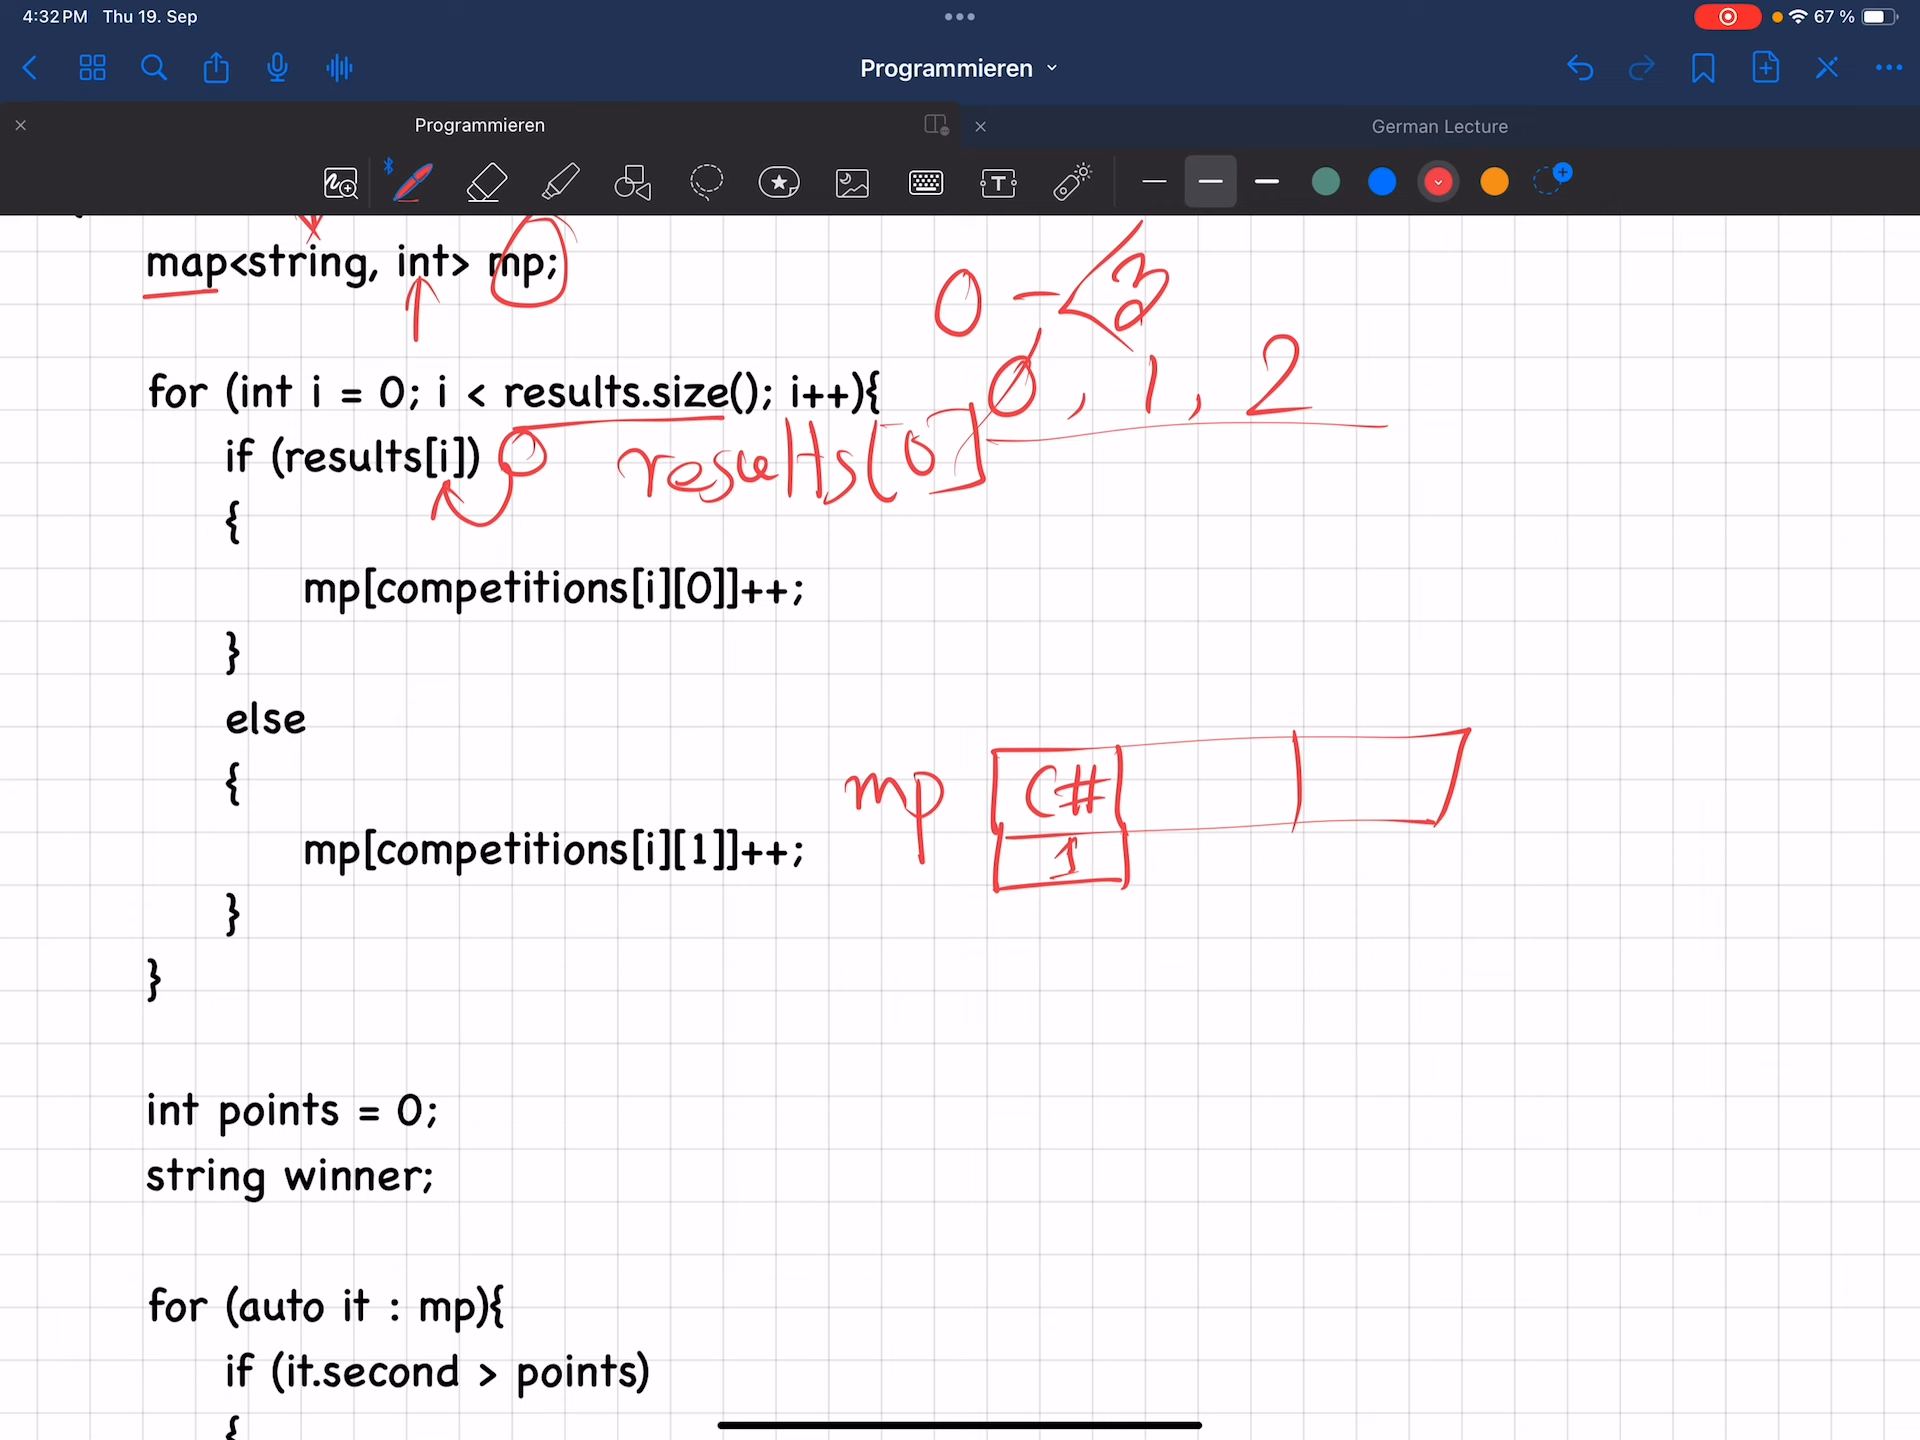 4:32 PM Thu 19. Sep
67 %
Programmieren
Programmieren
German Lecture
map<string, int> mp;
0 - <3
for (int i = 0; i < results.size(); i++){
0, 1, 2
if (results[i])
0
results[0]
{
mp[competitions[i][0]]++;
}
else
{
mp
C#
mp[competitions[i][1]]++;
1
}
}
int points = 0;
string winner;
for (auto it : mp){
if (it.second > points)
{